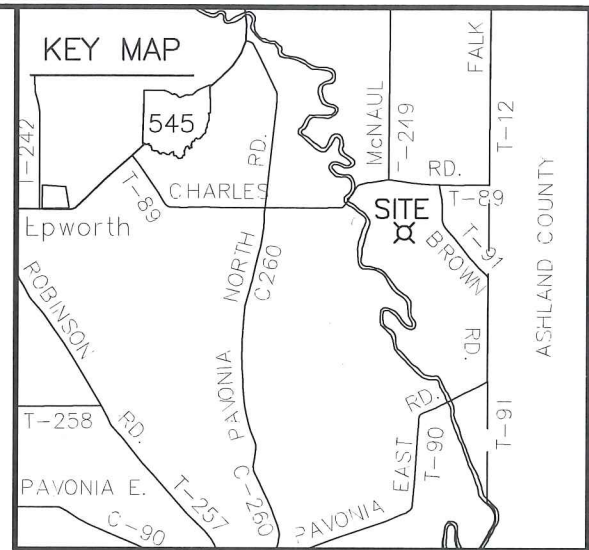 KEY MAP
545
T-242
T-89
CHARLES
RD.
Epworth
McNAUL
T-249
RD.
FALK
T-12
T-89
SITE
BROWN
RD.
T-91
T-91
ASHLAND COUNTY
ROBINSON
RD.
T-257
T-258
NORTH
C260
PAVONIA
C-260
PAVONIA E.
C-90
PAVONIA
EAST
RD.
T-90